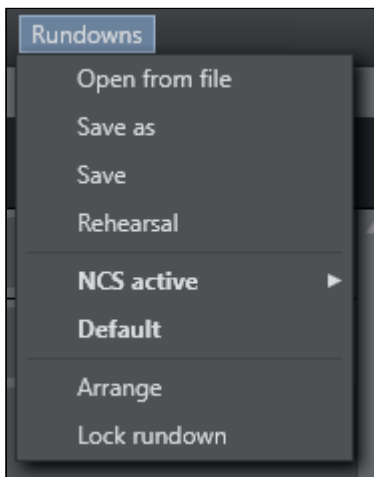 Rundowns
Open from file
Save as
Save
Rehearsal
NCS active
Default
Arrange
Lock rundown